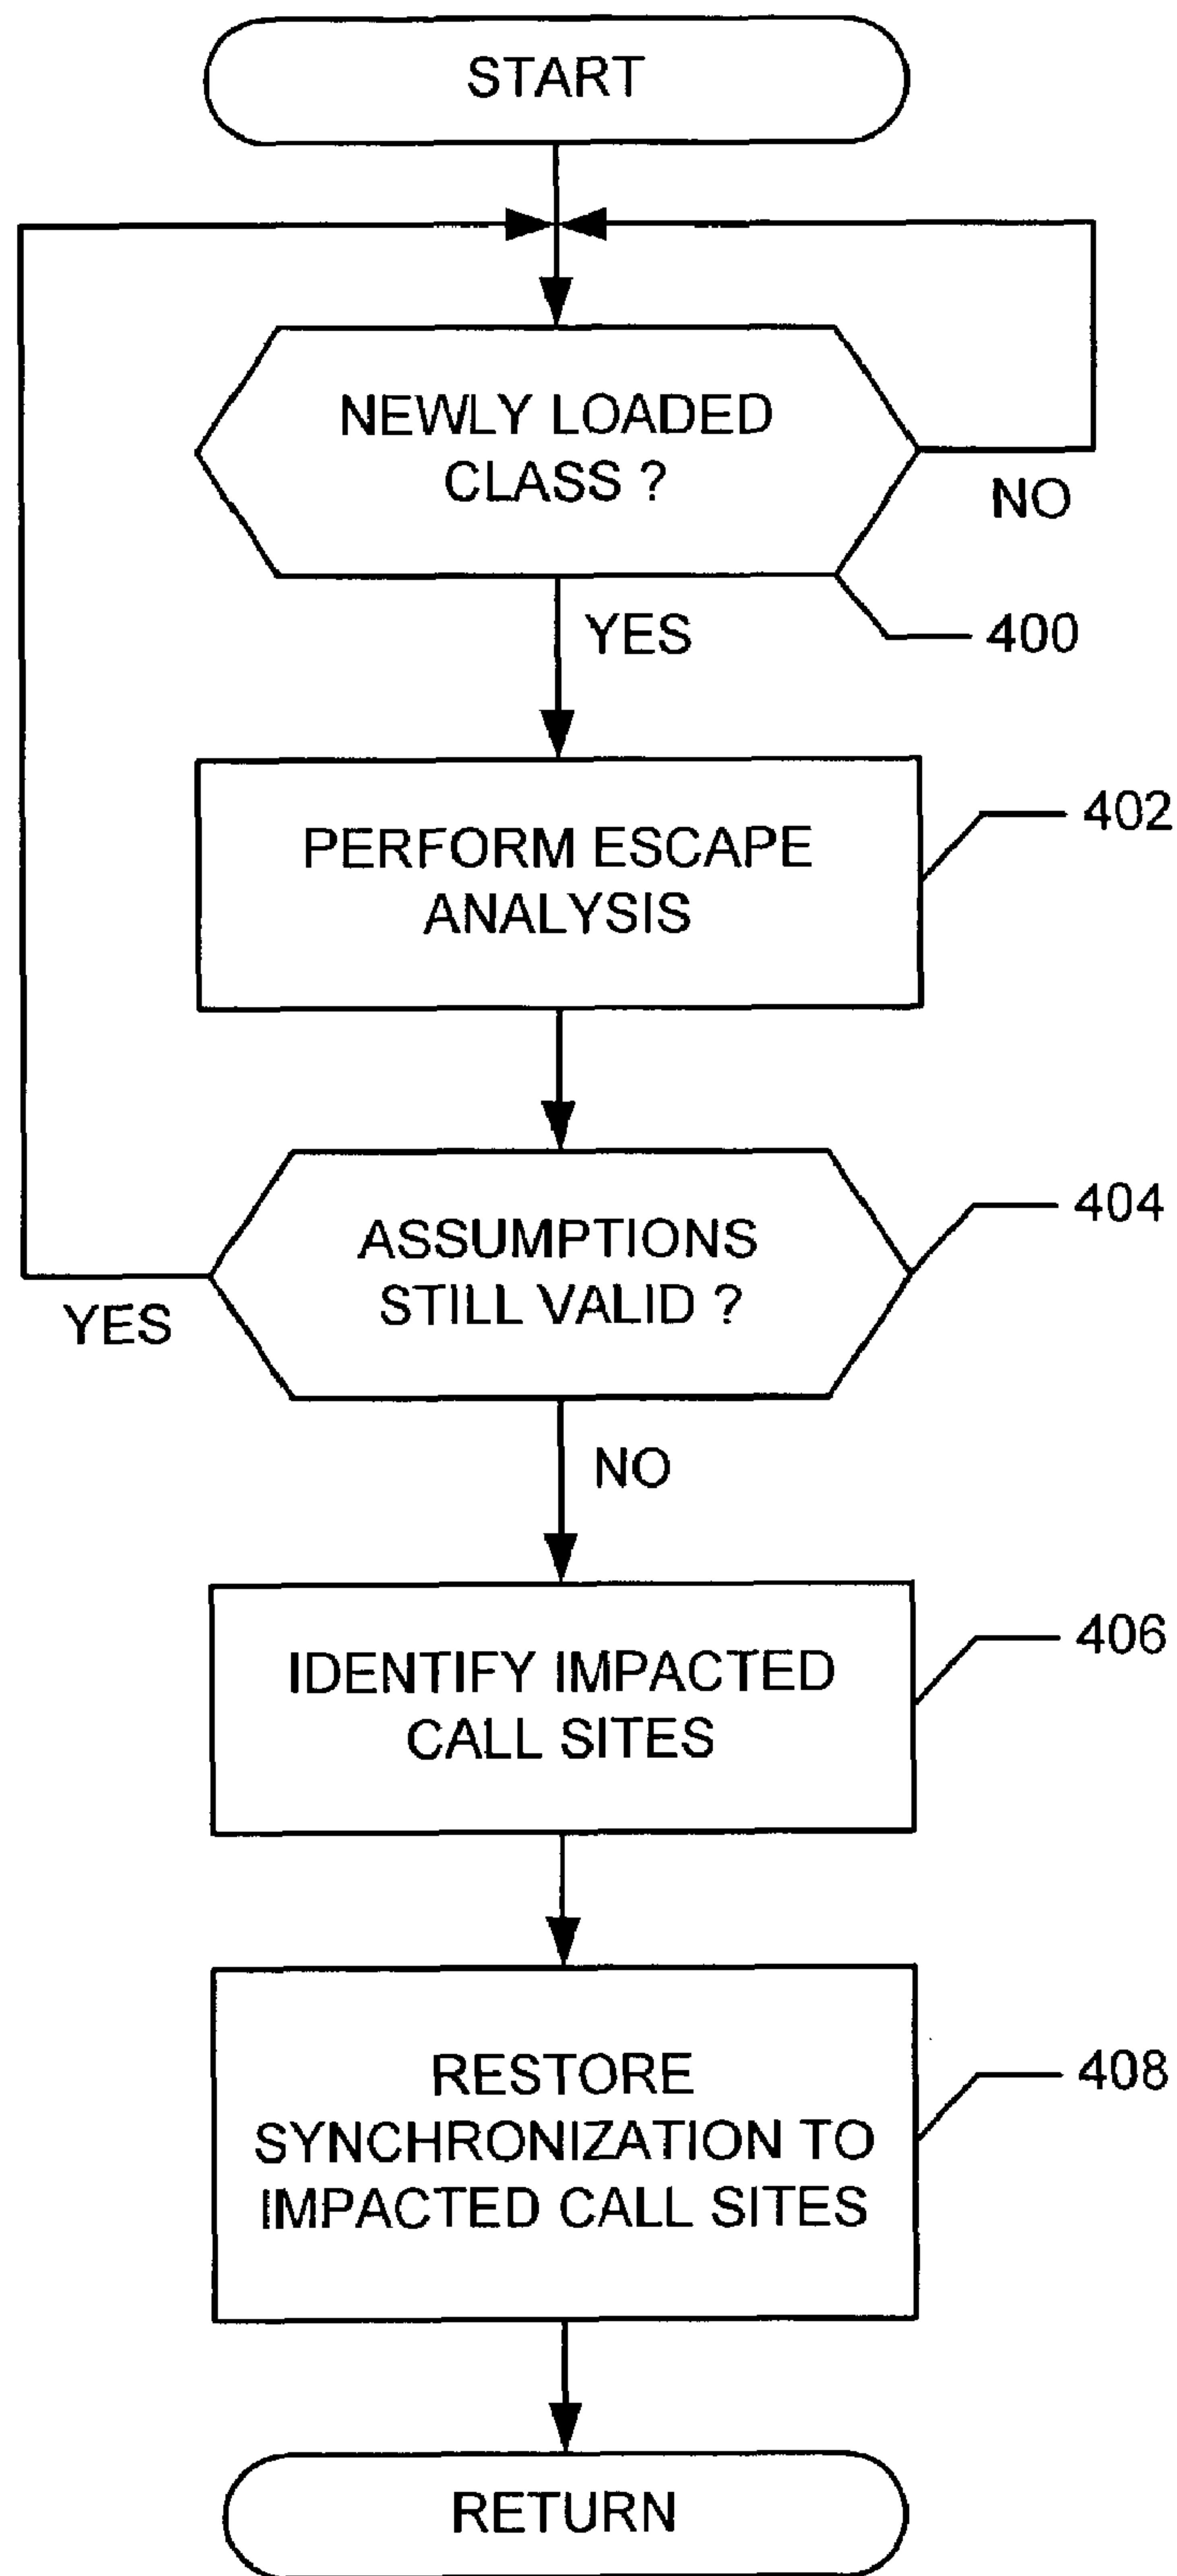 START
NEWLY LOADED
CLASS ?
NO
YES
400
402
PERFORM ESCAPE
ANALYSIS
404
ASSUMPTIONS
STILL VALID ?
YES
NO
406
IDENTIFY IMPACTED
CALL SITES
408
RESTORE
SYNCHRONIZATION TO
IMPACTED CALL SITES
RETURN